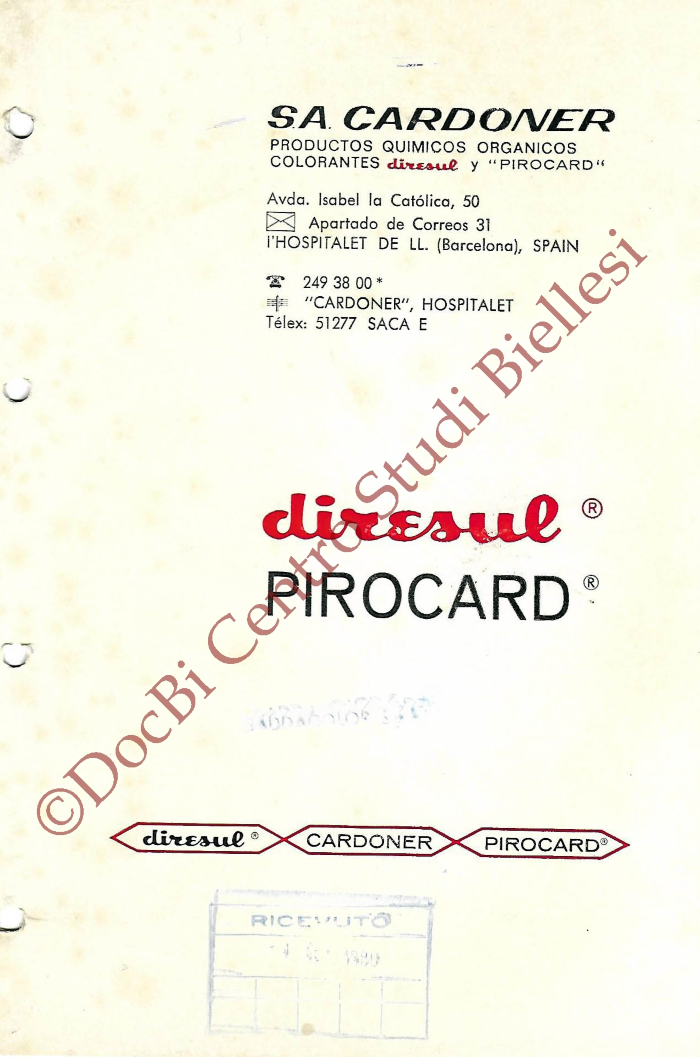 S.A. CARDONER
PRODUCTOS QUIMICOS ORGANICOS
COLORANTES diresul y "PIROCARD"
Avda. Isabel la Católica, 50
Apartado de Correos 31
l'HOSPITALET DE LL. (Barcelona), SPAIN
249 38 00 *
"CARDONER", HOSPITALET
Télex: 51277 SACA E
diresul ®
PIROCARD ®
©DocBi Centro Studi Biellesi
diresul ® CARDONER PIROCARD®
RICEVUTO
1980